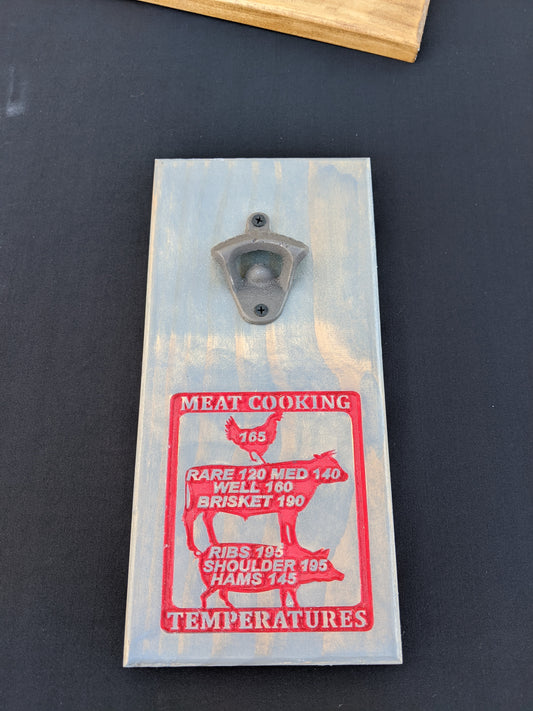 MEAT COOKING
165
RARE 120 MED 140
WELL 160
BRISKET 190
RIBS 195
SHOULDER 195
HAMS 145
TEMPERATURES